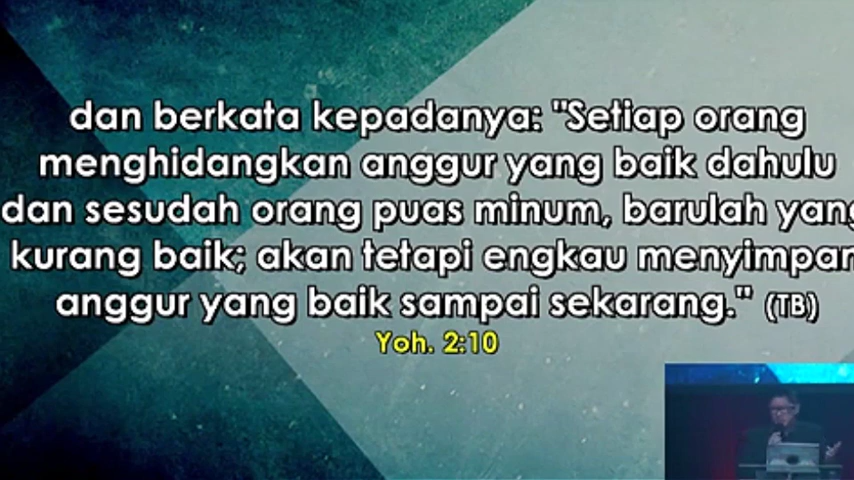 dan berkata kepadanya: "Setiap orang
menghidangkan anggur yang baik dahulu
dan sesudah orang puas minum, barulah yang
kurang baik; akan tetapi engkau menyimpan
anggur yang baik sampai sekarang." (TB)
Yoh. 2:10